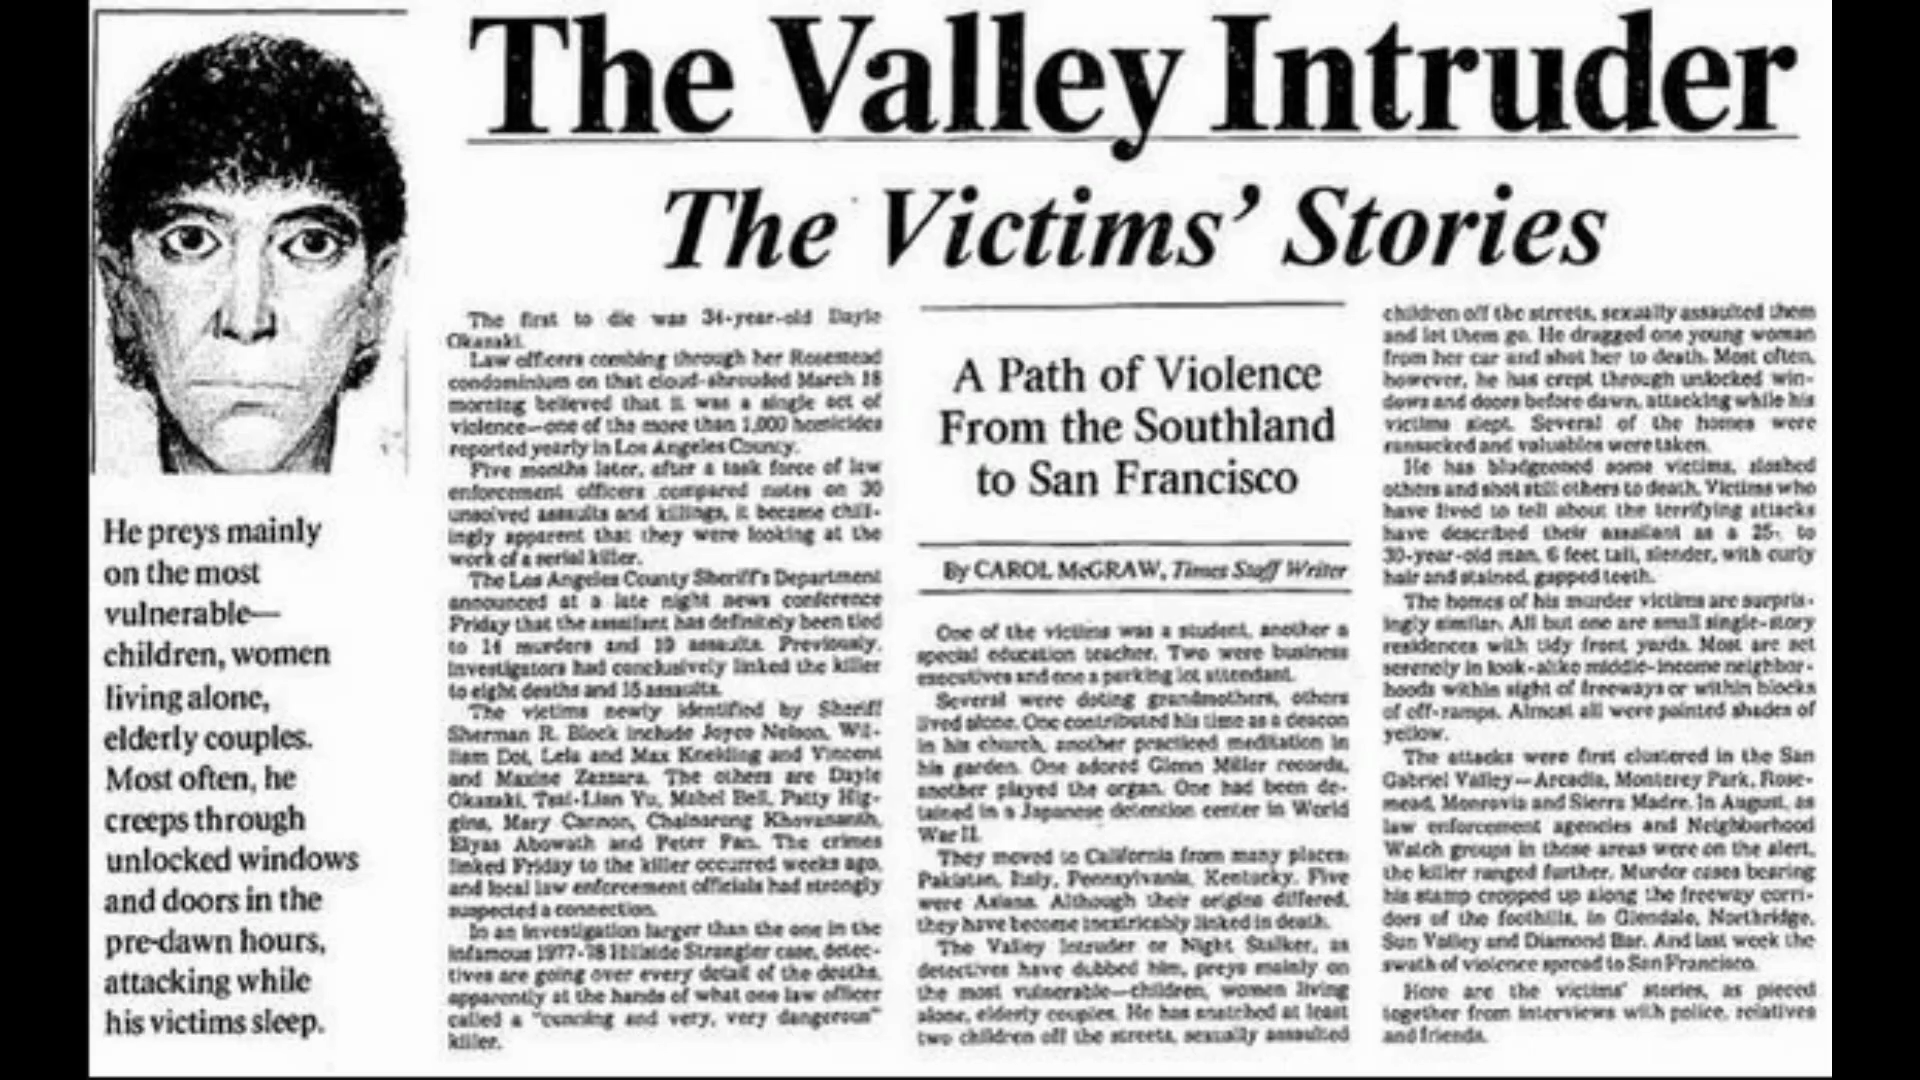 The Valley Intruder
The Victims' Stories
He preys mainly
on the most
vulnerable—
children, women
living alone,
elderly couples.
Most often, he
creeps through
unlocked windows
and doors in the
pre-dawn hours,
attacking while
his victims sleep.
The first to die was 34-year-old Dayle
Okazaki.
Law officers combing through her Rosemead
condominium on that cloud-shrouded March 18
morning believed that it was a single act of
violence—one of the more than 1,000 homicides
reported yearly in Los Angeles County.
Five months later, after a task force of law
enforcement officers compared notes on 30
unsolved assaults and killings, it became chill-
ingly apparent that they were looking at the
work of a serial killer.
The Los Angeles County Sheriff's Department
announced at a late night news conference
Friday that the assailant has definitely been tied
to 14 murders and 19 assaults. Previously,
investigators had conclusively linked the killer
to eight deaths and 15 assaults.
The victims newly identified by Sheriff
Sherman R. Block include Joyce Nelson, Wil-
liam Doi, Lela and Max Kneiding and Vincent
and Maxine Zazzara. The others are Dayle
Okazaki, Tsai-Lian Yu, Mabel Bell, Patty Hig-
gins, Mary Cannon, Chainarong Khovananth,
Elyas Abowath and Peter Pan. The crimes
linked Friday to the killer occurred weeks ago,
and local law enforcement officials had strongly
suspected a connection.
In an investigation larger than the one in the
infamous 1977-78 Hillside Strangler case, detec-
tives are going over every detail of the deaths,
apparently at the hands of what one law officer
called a "cunning and very, very dangerous"
killer.
A Path of Violence
From the Southland
to San Francisco
By CAROL McGRAW, Times Staff Writer
One of the victims was a student, another a
special education teacher. Two were business
executives and one a parking lot attendant.
Several were doting grandmothers, others
lived alone. One contributed his time as a deacon
in his church, another practiced meditation in
his garden. One adored Glenn Miller records,
another played the organ. One had been de-
tained in a Japanese detention center in World
War II.
They moved to California from many places:
Pakistan, Italy, Pennsylvania, Kentucky. Five
were Asians. Although their origins differed,
they have become inextricably linked in death.
The Valley Intruder or Night Stalker, as
detectives have dubbed him, preys mainly on
the most vulnerable—children, women living
alone, elderly couples. He has snatched at least
two children off the streets, sexually assaulted
children off the streets, sexually assaulted them
and let them go. He dragged one young woman
from her car and shot her to death. Most often,
however, he has crept through unlocked win-
dows and doors before dawn, attacking while his
victims slept. Several of the homes were
ransacked and valuables were taken.
He has bludgeoned some victims, slashed
others and shot still others to death. Victims who
have lived to tell about the terrifying attacks
have described their assailant as a 25- to
30-year-old man, 6 feet tall, slender, with curly
hair and stained, gapped teeth.
The homes of his murder victims are surpris-
ingly similar. All but one are small single-story
residences with tidy front yards. Most are set
serenely in look-alike middle-income neighbor-
hoods within sight of freeways or within blocks
of off-ramps. Almost all were painted shades of
yellow.
The attacks were first clustered in the San
Gabriel Valley—Arcadia, Monterey Park, Rose-
mead, Monrovia and Sierra Madre. In August, as
law enforcement agencies and Neighborhood
Watch groups in those areas were on the alert,
the killer ranged further. Murder cases bearing
his stamp cropped up along the freeway corri-
dors of the foothills, in Glendale, Northridge,
Sun Valley and Diamond Bar. And last week the
swath of violence spread to San Francisco.
Here are the victims' stories, as pieced
together from interviews with police, relatives
and friends.